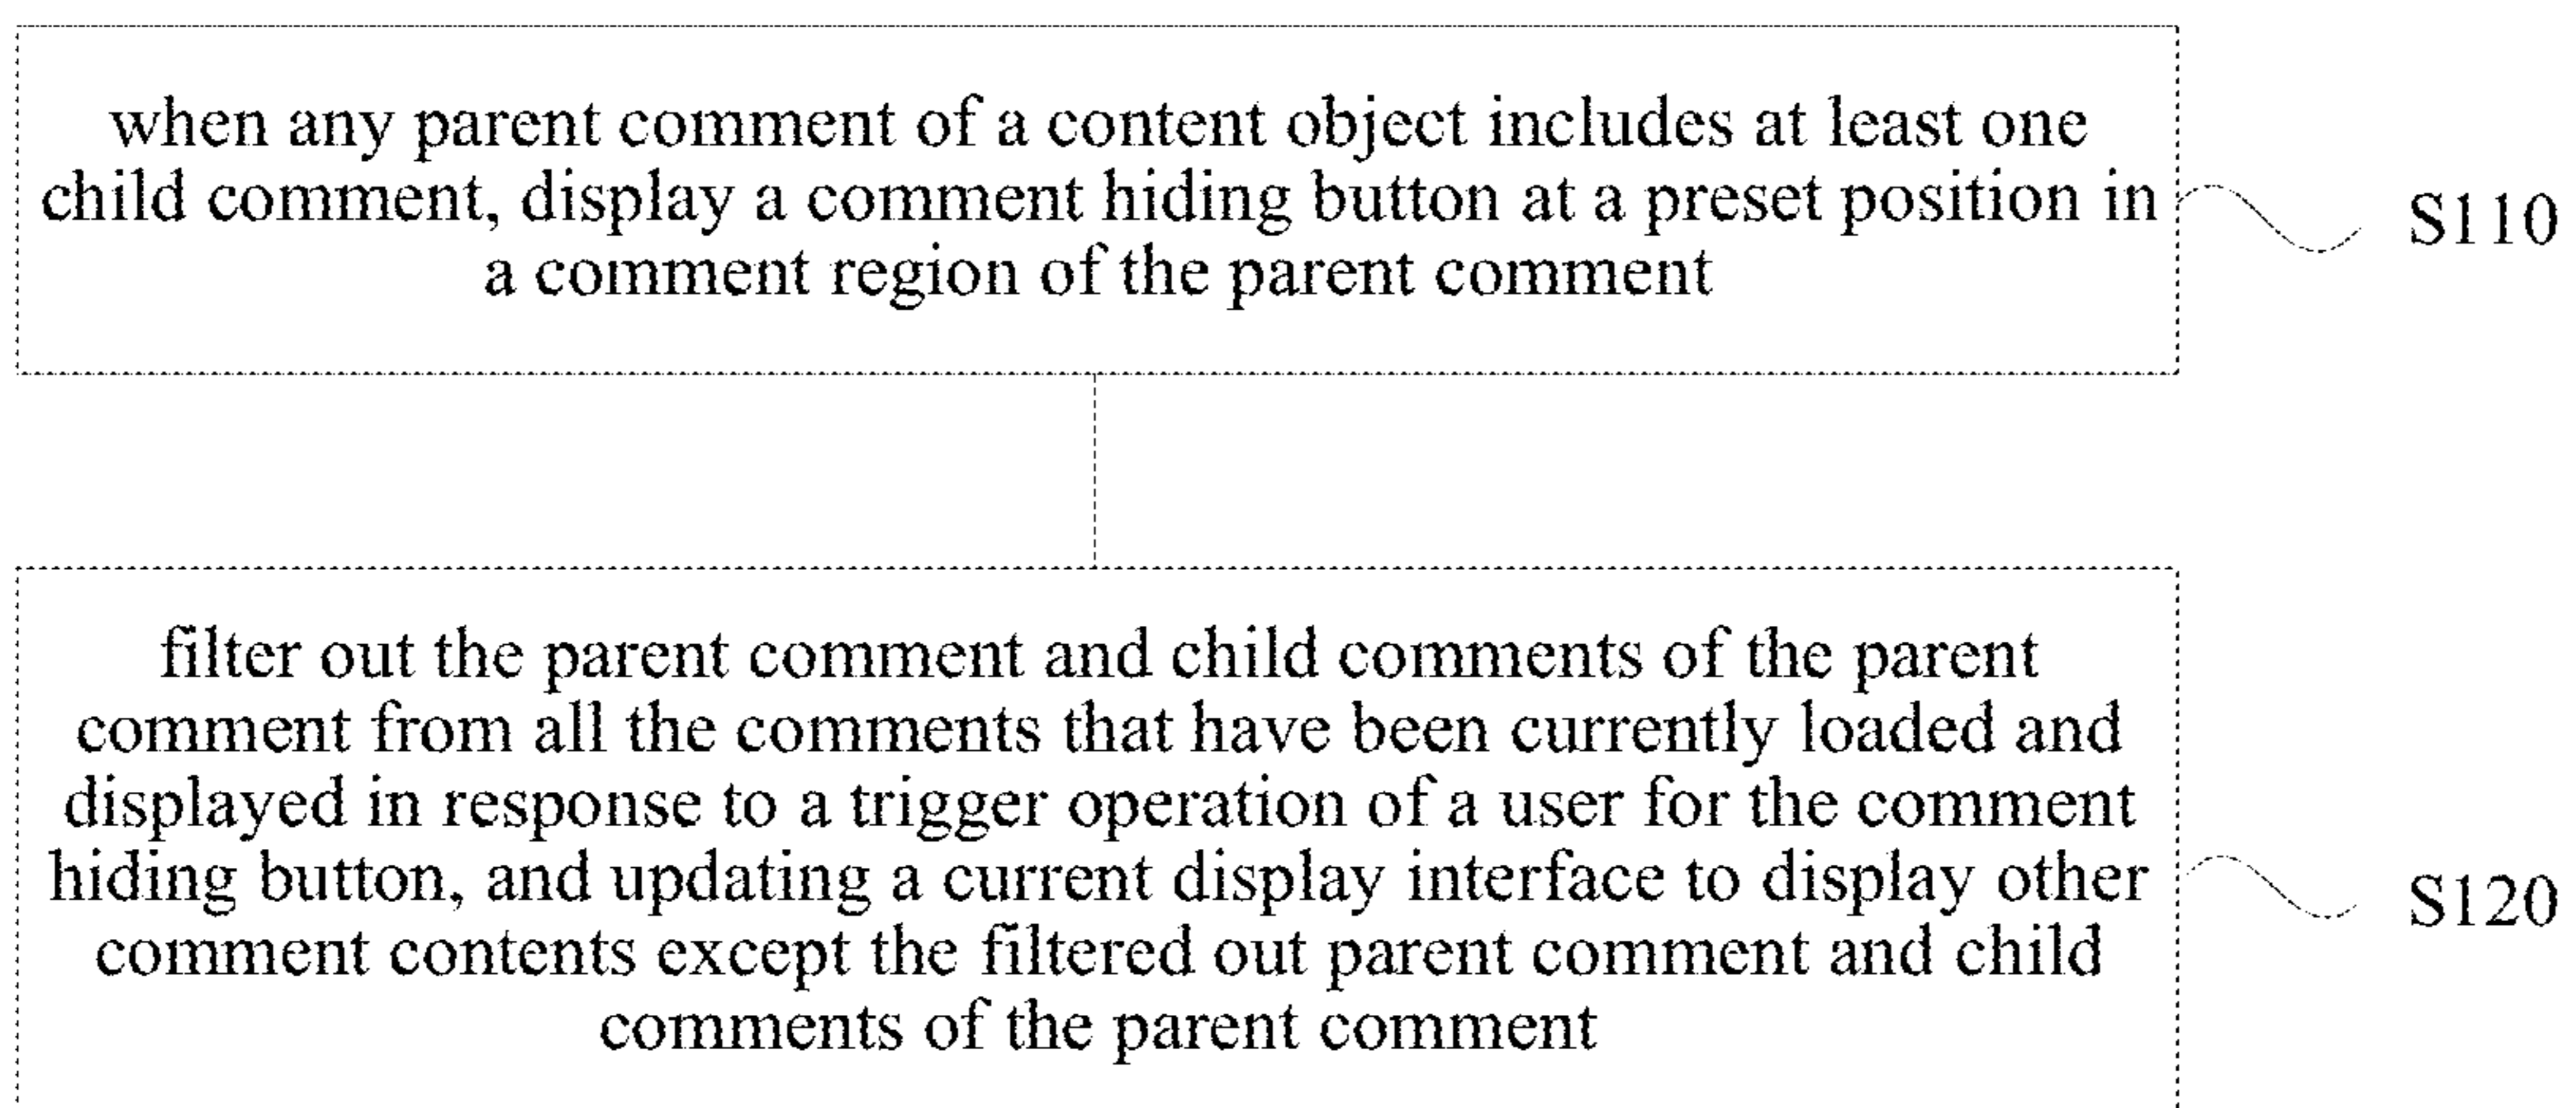 when any parent comment of a content object includes at least one
child comment, display a comment hiding button at a preset position in
a comment region of the parent comment
S110
filter out the parent comment and child comments of the parent
comment from all the comments that have been currently loaded and
displayed in response to a trigger operation of a user for the comment
hiding button, and updating a current display interface to display other
comment contents except the filtered out parent comment and child
comments of the parent comment
S120